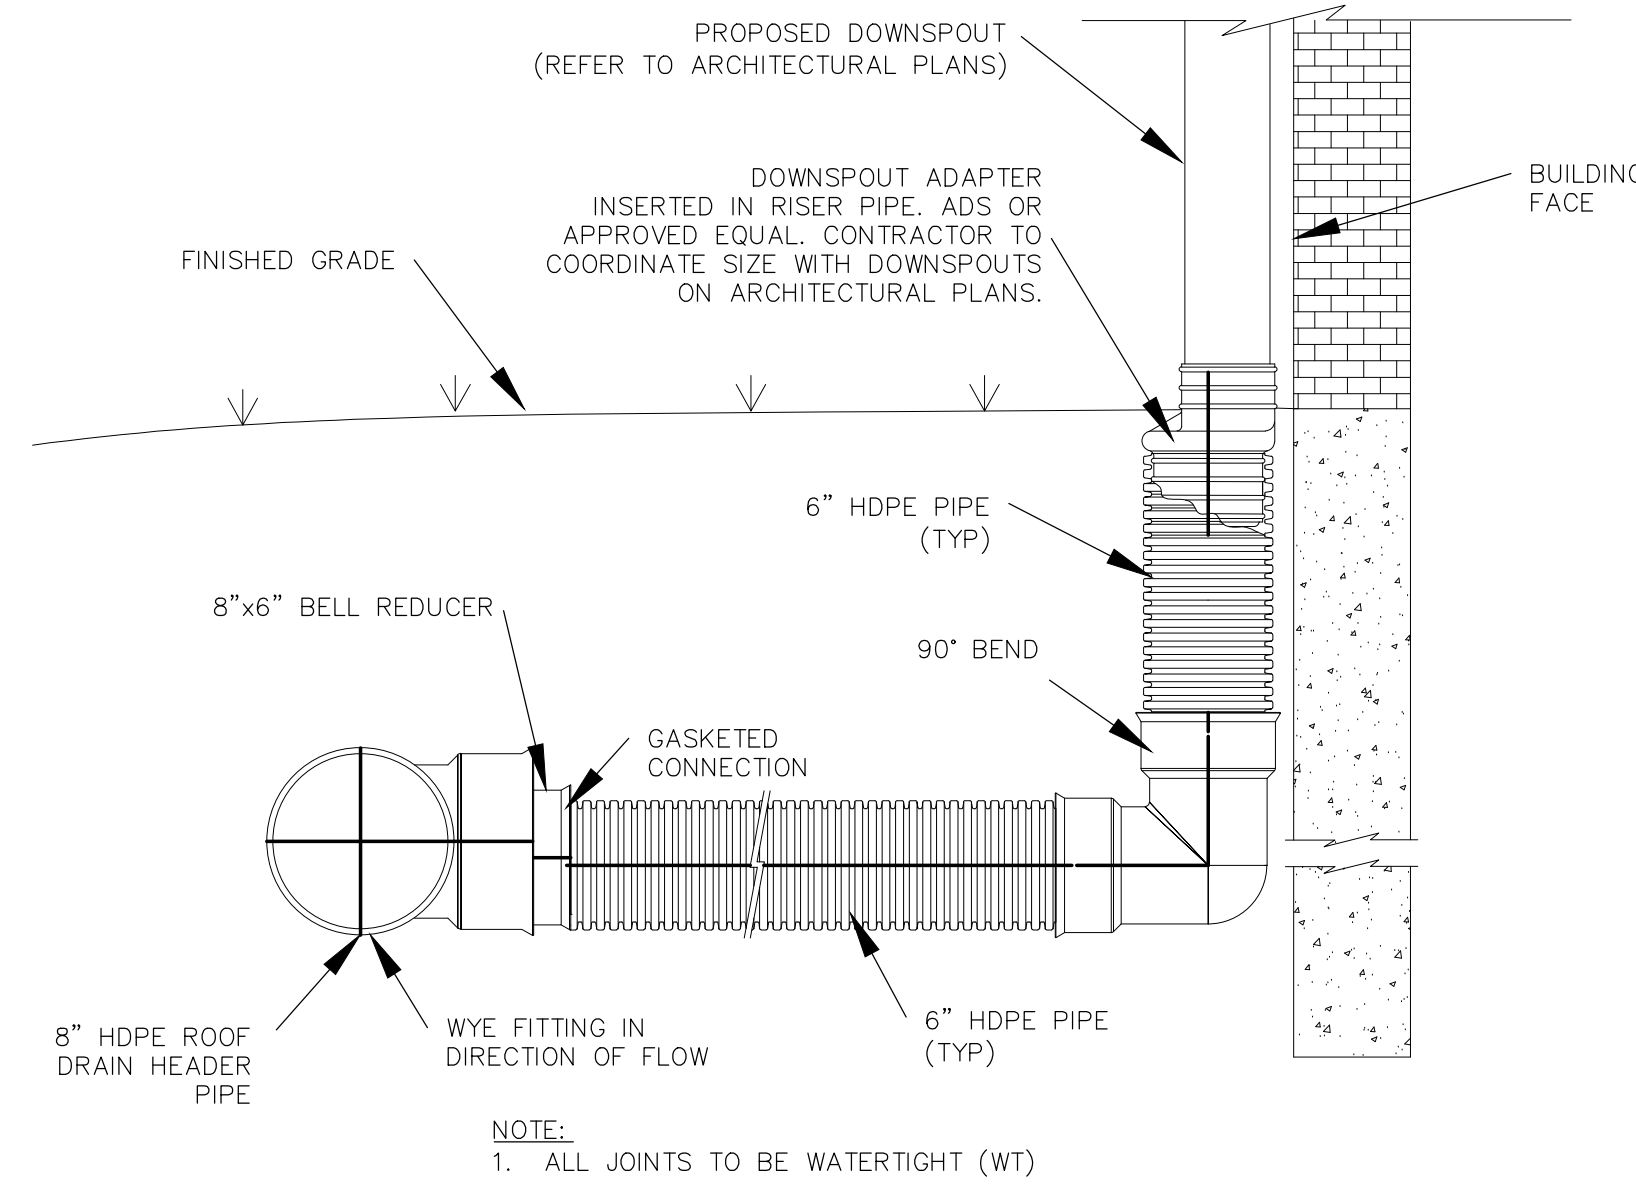 PROPOSED DOWNSPOUT
(REFER TO ARCHITECTURAL PLANS)
DOWNSPOUT ADAPTER
INSERTED IN RISER PIPE. ADS OR
APPROVED EQUAL. CONTRACTOR TO
COORDINATE SIZE WITH DOWNSPOUTS
ON ARCHITECTURAL PLANS.
BUILDING
FACE
FINISHED GRADE
6” HDPE PIPE
(TYP)
8”x6” BELL REDUCER
90° BEND
GASKETED
CONNECTION
8” HDPE ROOF
DRAIN HEADER
PIPE
WYE FITTING IN
DIRECTION OF FLOW
6” HDPE PIPE
(TYP)
NOTE:
1. ALL JOINTS TO BE WATERTIGHT (WT)